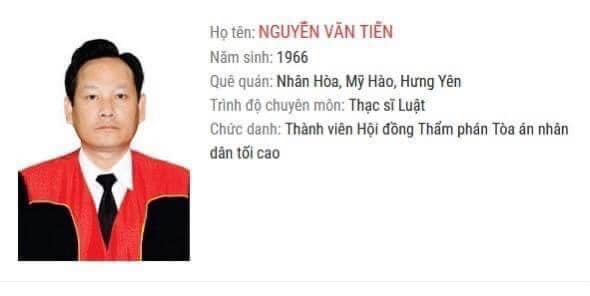 Họ tên: NGUYỄN VĂN TIẾN
Năm sinh: 1966
Quê quán: Nhân Hòa, Mỹ Hào, Hưng Yên
Trình độ chuyên môn: Thạc sĩ Luật
Chức danh: Thành viên Hội đồng Thẩm phán Tòa án nhân
dân tối cao